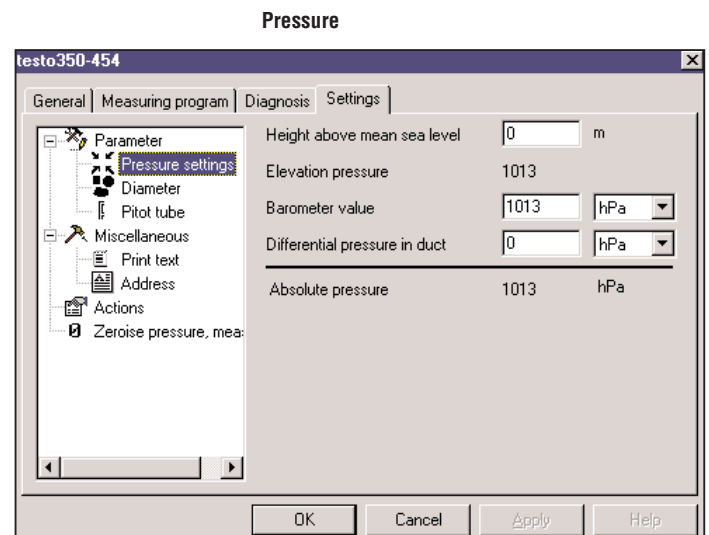 Pressure
testo350-454
General Measuring program Diagnosis Settings
Parameter
Pressure settings
Diameter
Pitot tube
Miscellaneous
Print text
Address
Actions
Zeroise pressure, mea
Height above mean sea level 0 m
Elevation pressure 1013
Barometer value 1013 hPa
Differential pressure in duct 0 hPa
Absolute pressure 1013 hPa
OK Cancel Apply Help